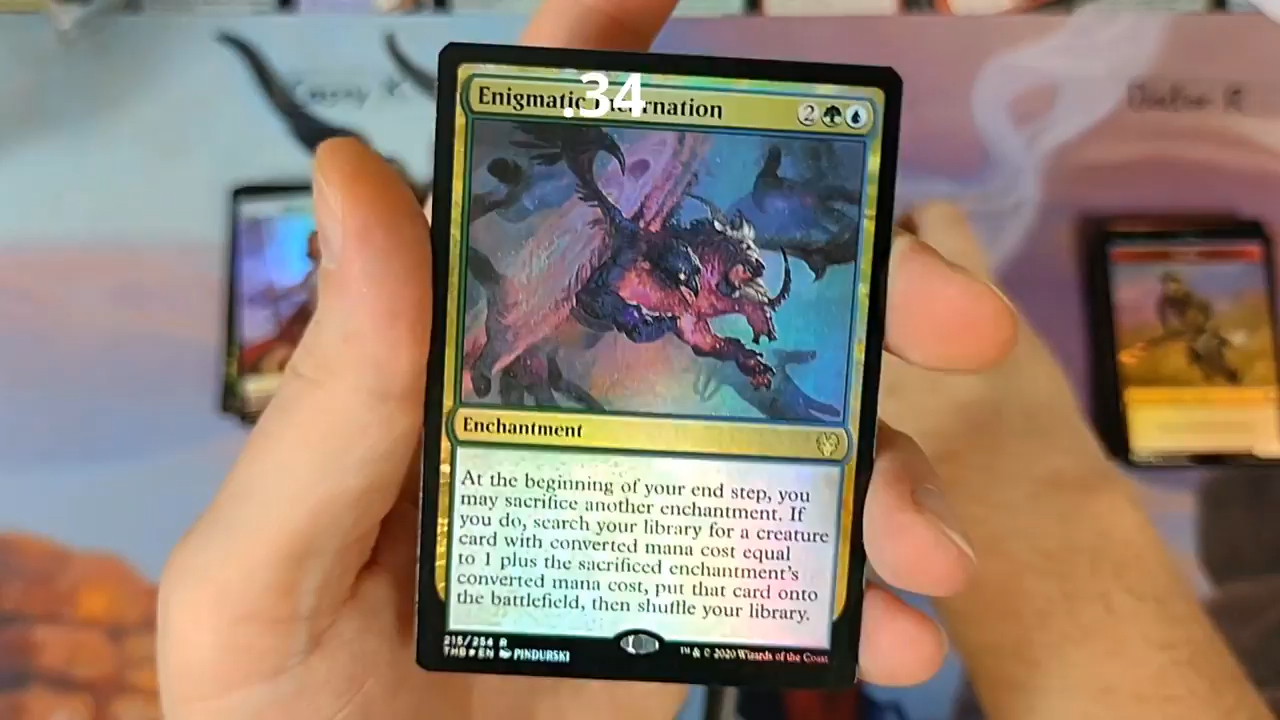 .34
Enigmatic Incarnation
2
Enchantment
At the beginning of your end step, you
may sacrifice another enchantment. If
you do, search your library for a creature
card with converted mana cost equal
to 1 plus the sacrificed enchantment's
converted mana cost, put that card onto
the battlefield, then shuffle your library.
215/254 R
THB EN PINDURSKI
™ & © 2020 Wizards of the Coast